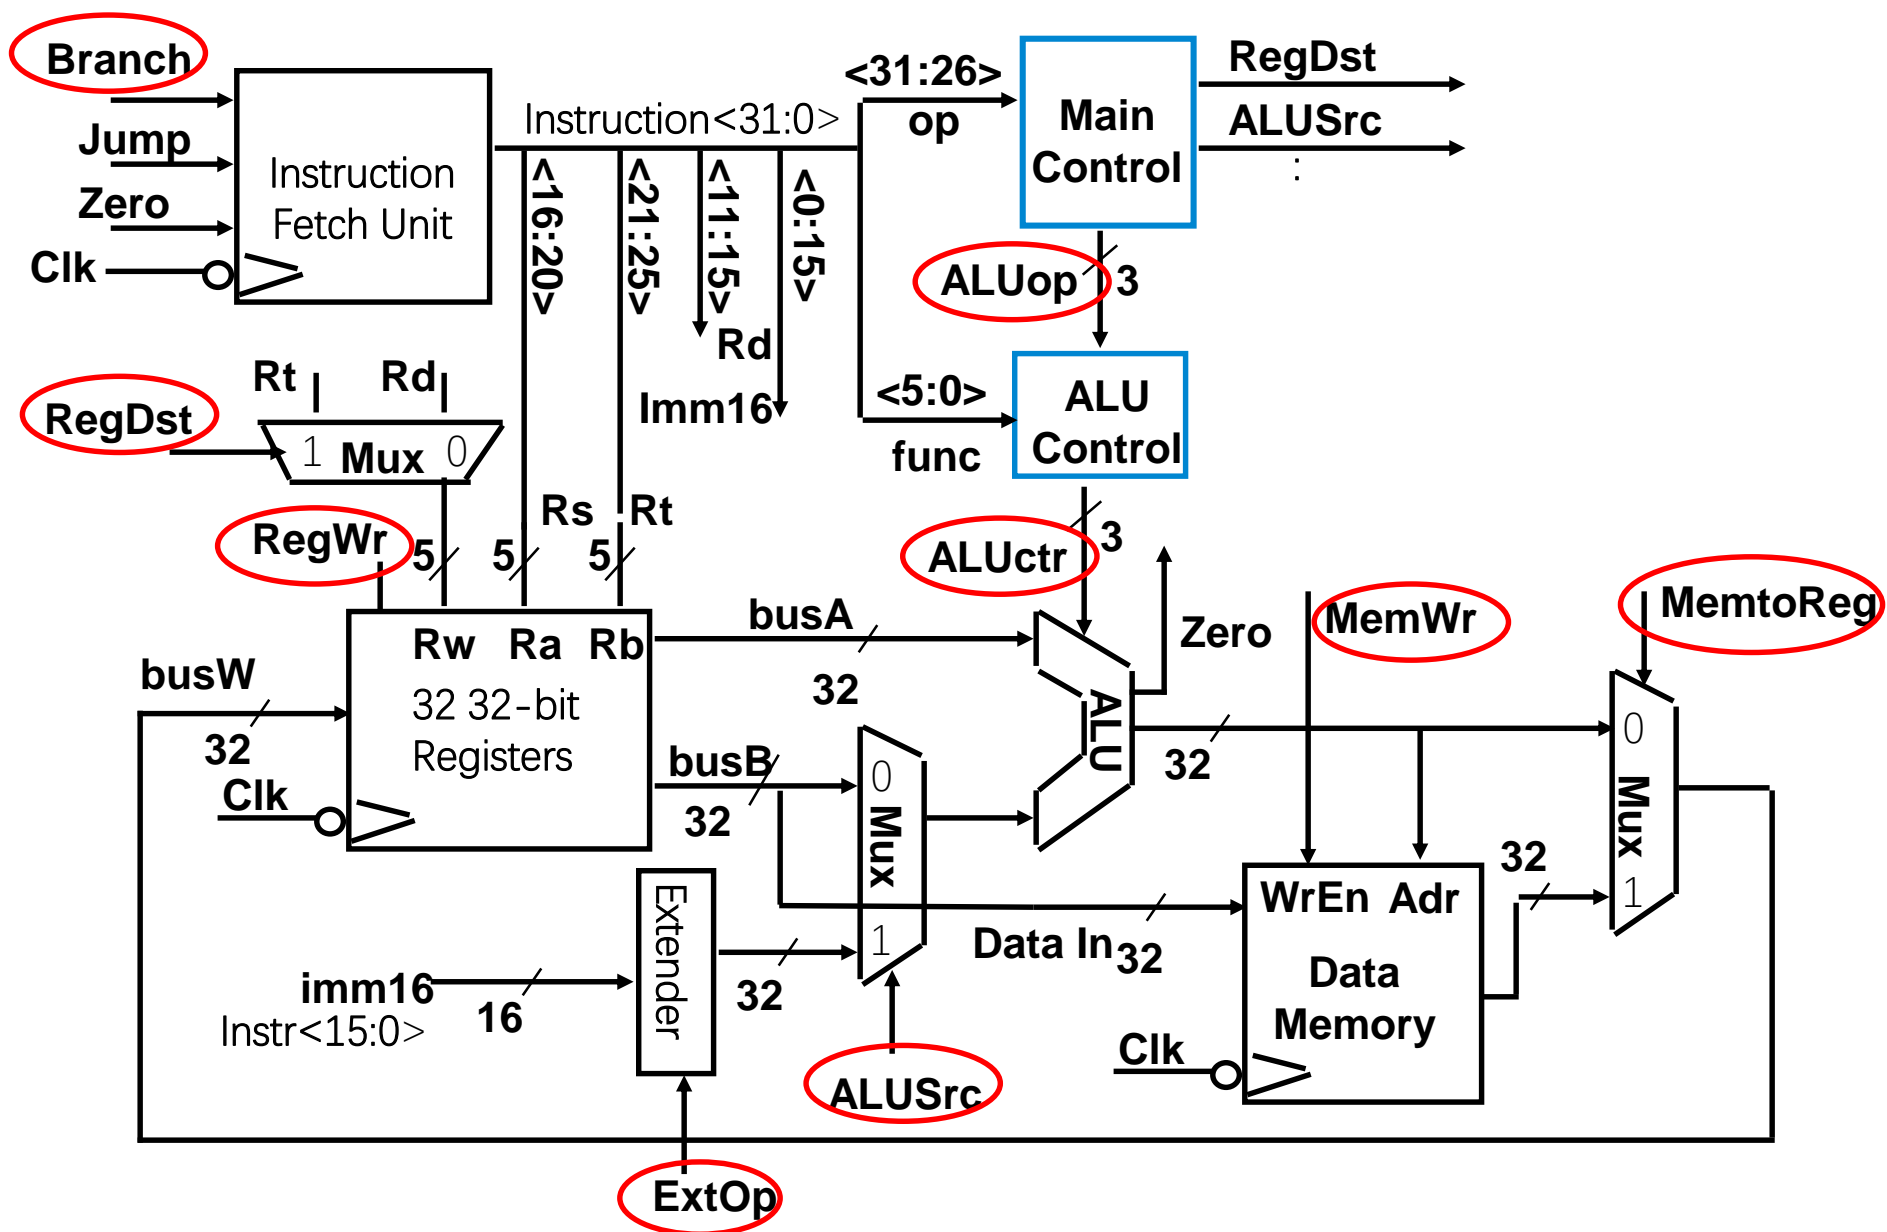 Branch
Jump
Zero
Clk
Instruction
Fetch Unit
Instruction<31:0>
<16:20>
<21:25>
<11:15>
<0:15>
Rd
Imm16
<31:26>
op
Main
Control
RegDst
ALUSrc
:
ALUop
3
<5:0>
func
ALU
Control
Rt
Rd
RegDst
1
Mux
0
RegWr
5
5
5
Rs
Rt
ALUctr
3
MemWr
MemtoReg
Rw
Ra
Rb
32 32-bit
Registers
busW
32
Clk
busA
32
busB
32
0
Mux
1
ALU
Zero
32
0
Mux
1
32
WrEn
Adr
Data
Memory
Clk
Data In
32
Extender
32
imm16
Instr<15:0>
16
ALUSrc
ExtOp